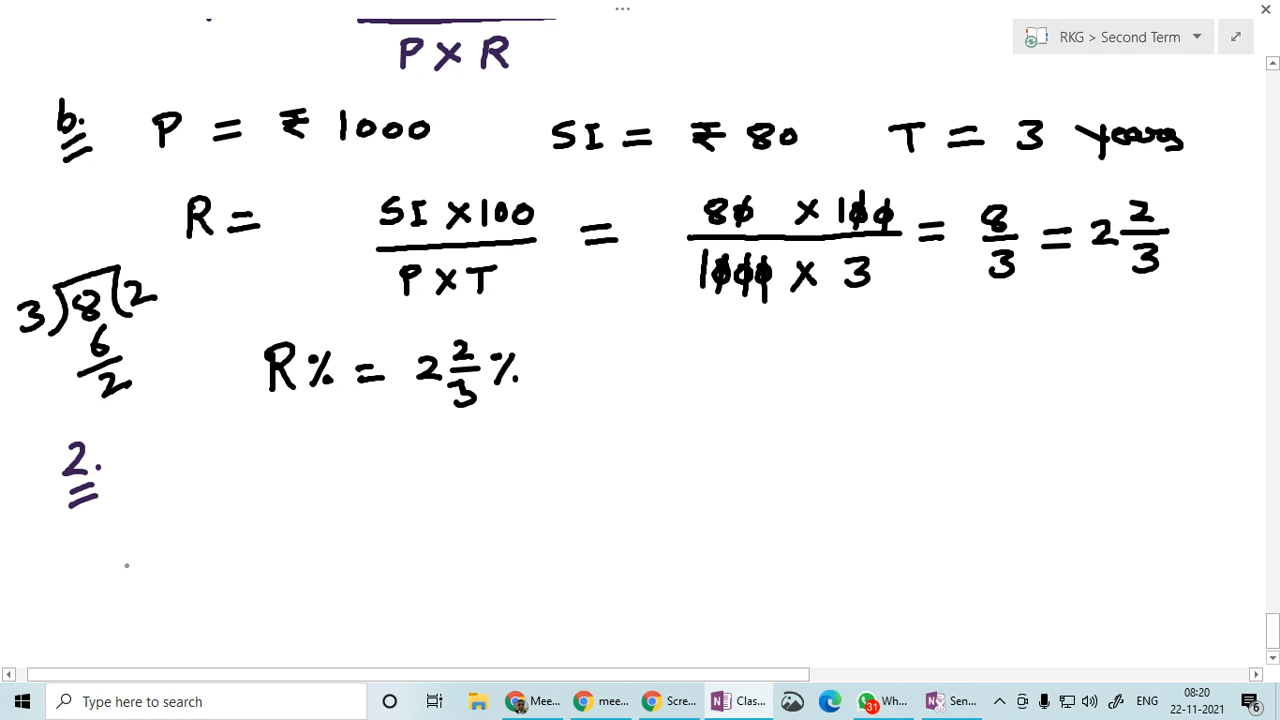 ...
RKG > Second Term
P X R
b. P = ₹ 1000 SI = ₹ 80 T = 3 years
R = SI X 100 / P X T = 80 X 100 / 1000 X 3 = 8/3 = 2 2/3
3)8(2
6
2
R% = 2 2/3 %
2.
Type here to search
Mee...
mee...
Scre...
Clas...
31
Wh...
Sen...
ENG
08:20
22-11-2021
6